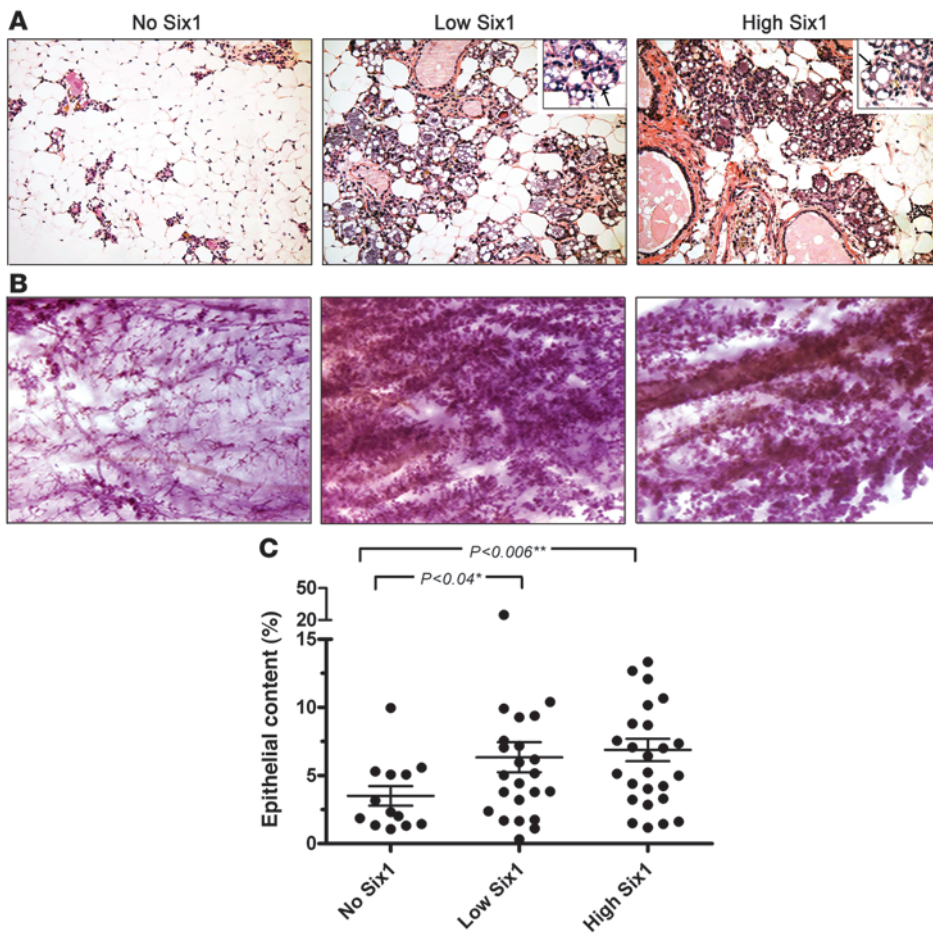 A
No Six1 Low Six1 High Six1
B
C
P<0.006**
P<0.04*
50
20
15
10
5
0
Epithelial content (%)
No Six1 Low Six1 High Six1